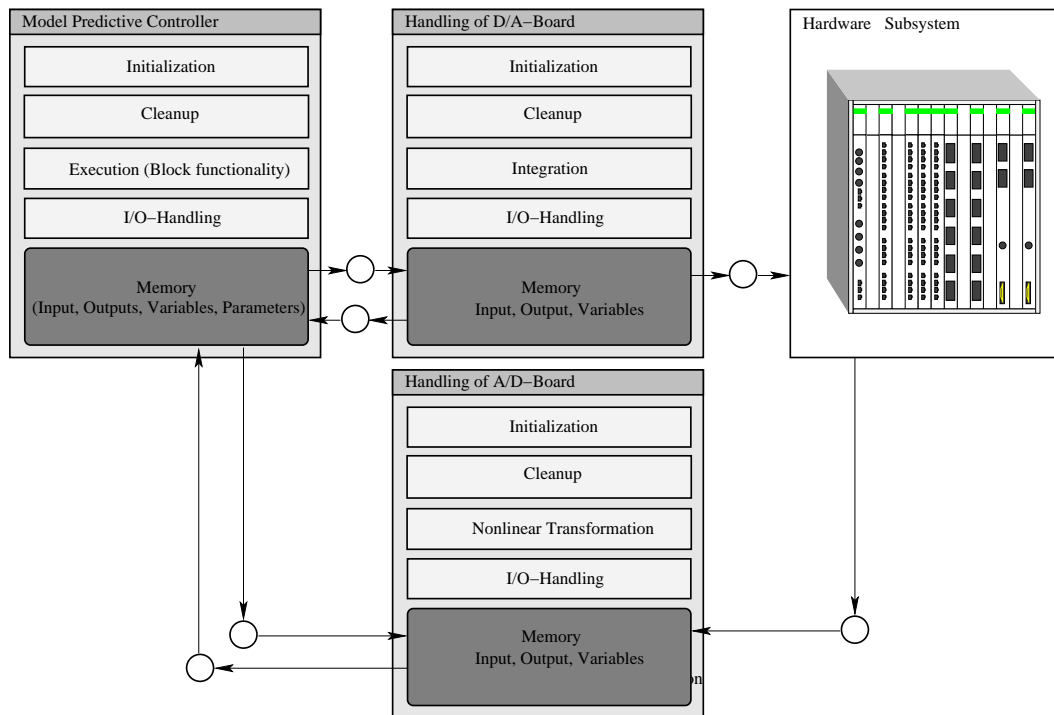 Model Predictive Controller
Initialization
Cleanup
Execution (Block functionality)
I/O−Handling
Memory
(Input, Outputs, Variables, Parameters)
Handling of D/A−Board
Initialization
Cleanup
Integration
I/O−Handling
Memory
Input, Output, Variables
Hardware Subsystem
Handling of A/D−Board
Initialization
Cleanup
Nonlinear Transformation
I/O−Handling
Memory
Input, Output, Variables